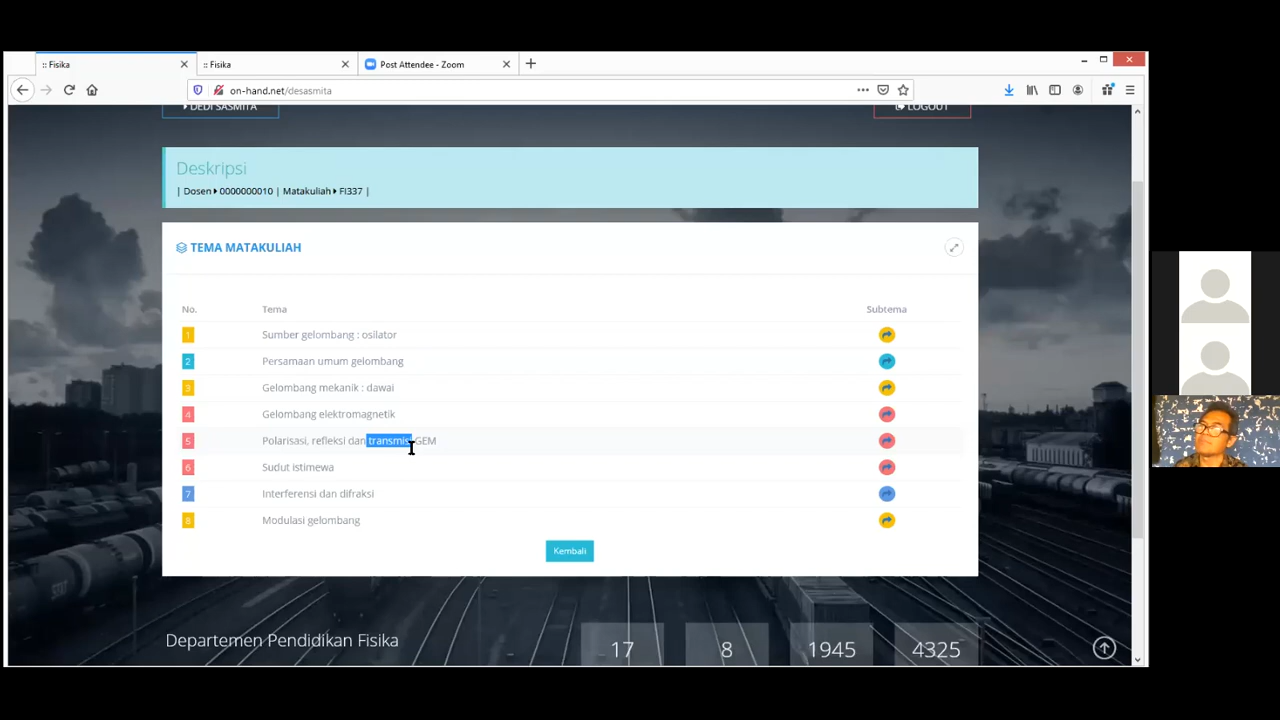 :: Fisika
:: Fisika
Post Attendee - Zoom
on-hand.net/desasmita
DEDI SASMITA
LOGOUT
Deskripsi
| Dosen 0000000010 | Matakuliah FI337 |
TEMA MATAKULIAH
No. Tema Subtema
1 Sumber gelombang : osilator
2 Persamaan umum gelombang
3 Gelombang mekanik : dawai
4 Gelombang elektromagnetik
5 Polarisasi, refleksi dan transmisi GEM
6 Sudut istimewa
7 Interferensi dan difraksi
8 Modulasi gelombang
Kembali
Departemen Pendidikan Fisika
17 8 1945 4325